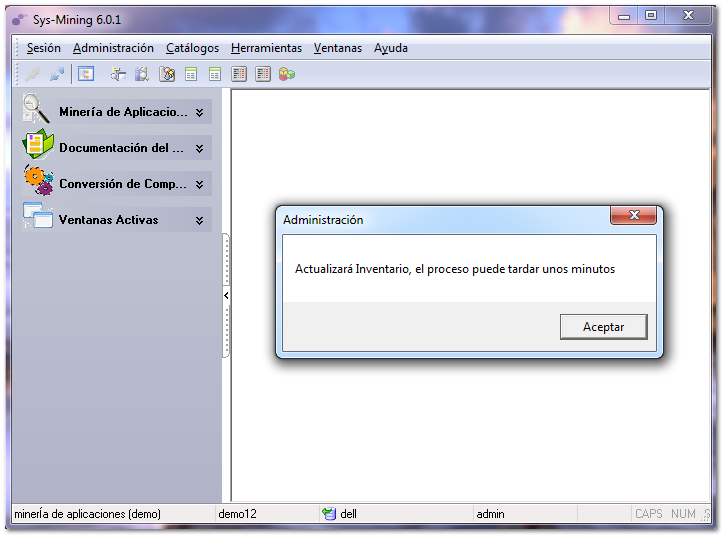 Sys-Mining 6.0.1
Sesión Administración Catálogos Herramientas Ventanas Ayuda
Minería de Aplicacio...
Documentación del ...
Conversión de Comp...
Ventanas Activas
Administración
Actualizará Inventario, el proceso puede tardar unos minutos
Aceptar
minería de aplicaciones (demo) demo12 dell admin CAPS NUM S